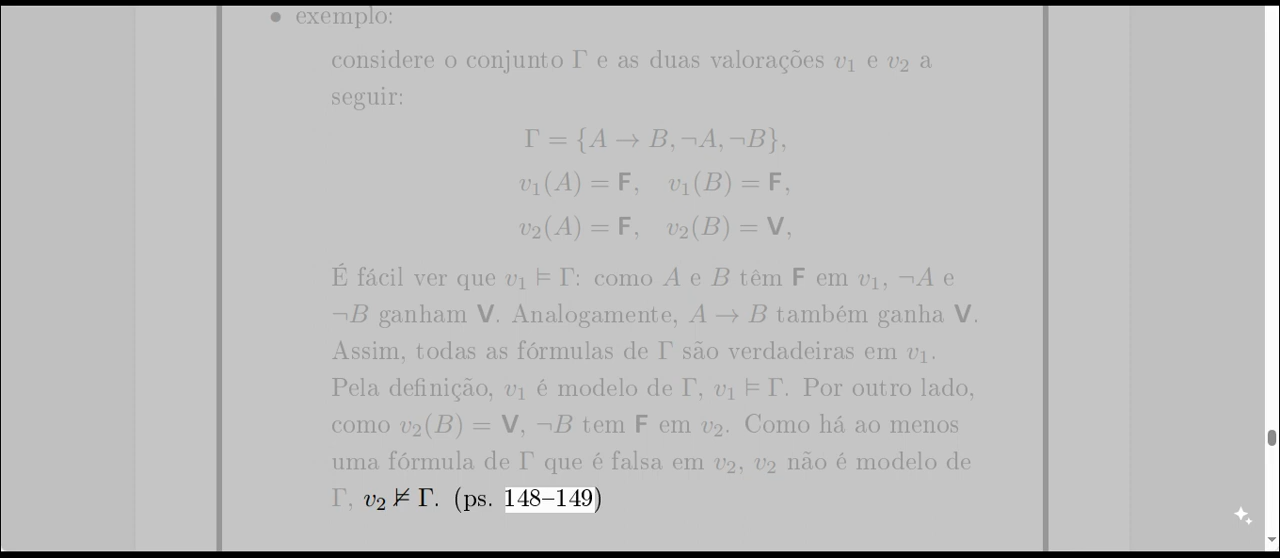 • exemplo:
considere o conjunto Γ e as duas valorações v₁ e v₂ a
seguir:
Γ = {A → B, ¬A, ¬B},
v₁(A) = F, v₁(B) = F,
v₂(A) = F, v₂(B) = V,
É fácil ver que v₁ ⊨ Γ: como A e B têm F em v₁, ¬A e
¬B ganham V. Analogamente, A → B também ganha V.
Assim, todas as fórmulas de Γ são verdadeiras em v₁.
Pela definição, v₁ é modelo de Γ, v₁ ⊨ Γ. Por outro lado,
como v₂(B) = V, ¬B tem F em v₂. Como há ao menos
uma fórmula de Γ que é falsa em v₂, v₂ não é modelo de
Γ, v₂ ⊭ Γ. (ps. 148–149)